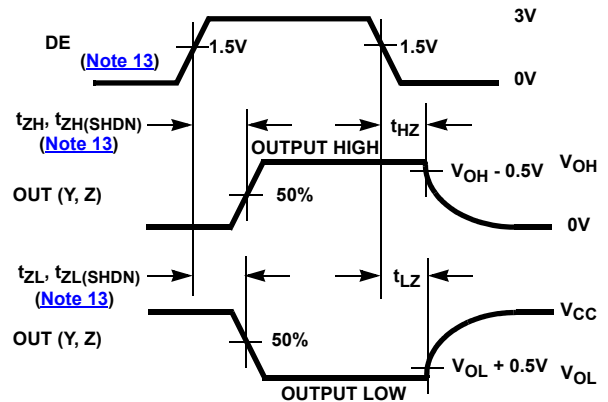 3V
DE
(Note 13)
1.5V
1.5V
0V
tZH, tZH(SHDN)
(Note 13)
tHZ
OUTPUT HIGH
VOH - 0.5V
VOH
OUT (Y, Z)
50%
0V
tZL, tZL(SHDN)
(Note 13)
tLZ
VCC
OUT (Y, Z)
50%
VOL + 0.5V
VOL
OUTPUT LOW